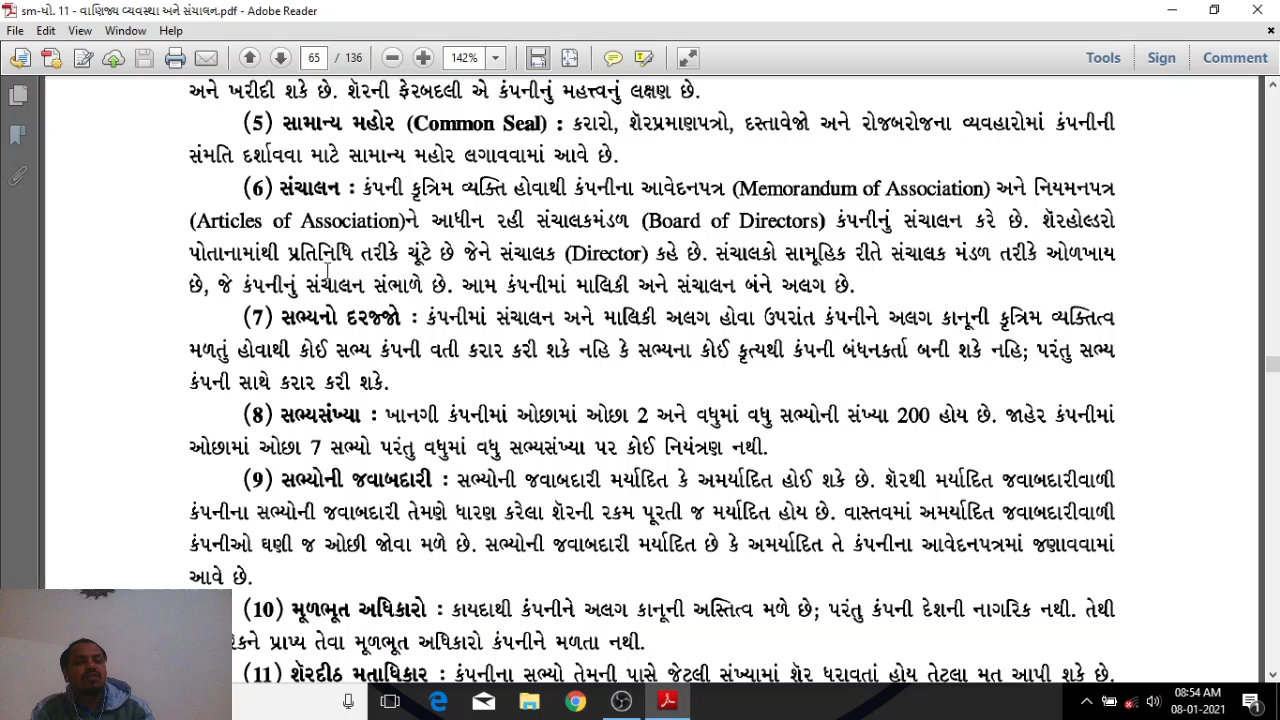 sm-ધો. 11 - વાણિજ્ય વ્યવસ્થા અને સંચાલન.pdf - Adobe Reader
File Edit View Window Help
65 / 136 142% Tools Sign Comment
અને ખરીદી શકે છે. શૅરની ફેરબદલી એ કંપનીનું મહત્ત્વનું લક્ષણ છે.
(5) સામાન્ય મહોર (Common Seal) : કરારો, શૅરપ્રમાણપત્રો, દસ્તાવેજો અને રોજબરોજના વ્યવહારોમાં કંપનીની
સંમતિ દર્શાવવા માટે સામાન્ય મહોર લગાવવામાં આવે છે.
(6) સંચાલન : કંપની કૃત્રિમ વ્યક્તિ હોવાથી કંપનીના આવેદનપત્ર (Memorandum of Association) અને નિયમનપત્ર
(Articles of Association)ને આધીન રહી સંચાલકમંડળ (Board of Directors) કંપનીનું સંચાલન કરે છે. શૅરહોલ્ડરો
પોતાનામાંથી પ્રતિનિધિ તરીકે ચૂંટે છે જેને સંચાલક (Director) કહે છે. સંચાલકો સામૂહિક રીતે સંચાલક મંડળ તરીકે ઓળખાય
છે, જે કંપનીનું સંચાલન સંભાળે છે. આમ કંપનીમાં માલિકી અને સંચાલન બંને અલગ છે.
(7) સભ્યનો દરજ્જો : કંપનીમાં સંચાલન અને માલિકી અલગ હોવા ઉપરાંત કંપનીને અલગ કાનૂની કૃત્રિમ વ્યક્તિત્વ
મળતું હોવાથી કોઈ સભ્ય કંપની વતી કરાર કરી શકે નહિ કે સભ્યના કોઈ કૃત્યથી કંપની બંધનકર્તા બની શકે નહિ; પરંતુ સભ્ય
કંપની સાથે કરાર કરી શકે.
(8) સભ્યસંખ્યા : ખાનગી કંપનીમાં ઓછામાં ઓછા 2 અને વધુમાં વધુ સભ્યોની સંખ્યા 200 હોય છે. જાહેર કંપનીમાં
ઓછામાં ઓછા 7 સભ્યો પરંતુ વધુમાં વધુ સભ્યસંખ્યા પર કોઈ નિયંત્રણ નથી.
(9) સભ્યોની જવાબદારી : સભ્યોની જવાબદારી મર્યાદિત કે અમર્યાદિત હોઈ શકે છે. શૅરથી મર્યાદિત જવાબદારીવાળી
કંપનીના સભ્યોની જવાબદારી તેમણે ધારણ કરેલા શૅરની રકમ પૂરતી જ મર્યાદિત હોય છે. વાસ્તવમાં અમર્યાદિત જવાબદારીવાળી
કંપનીઓ ઘણી જ ઓછી જોવા મળે છે. સભ્યોની જવાબદારી મર્યાદિત છે કે અમર્યાદિત તે કંપનીના આવેદનપત્રમાં જણાવવામાં
આવે છે.
(10) મૂળભૂત અધિકારો : કાયદાથી કંપનીને અલગ કાનૂની અસ્તિત્વ મળે છે; પરંતુ કંપની દેશની નાગરિક નથી. તેથી
પ્રાપ્ય તેવા મૂળભૂત અધિકારો કંપનીને મળતા નથી.
(11) શૅરદીઠ મતાધિકાર : કંપનીના સભ્યો તેમની પાસે જેટલી સંખ્યામાં શૅર ધરાવતાં હોય તેટલા મત આપી શકે છે.
08:54 AM
08-01-2021